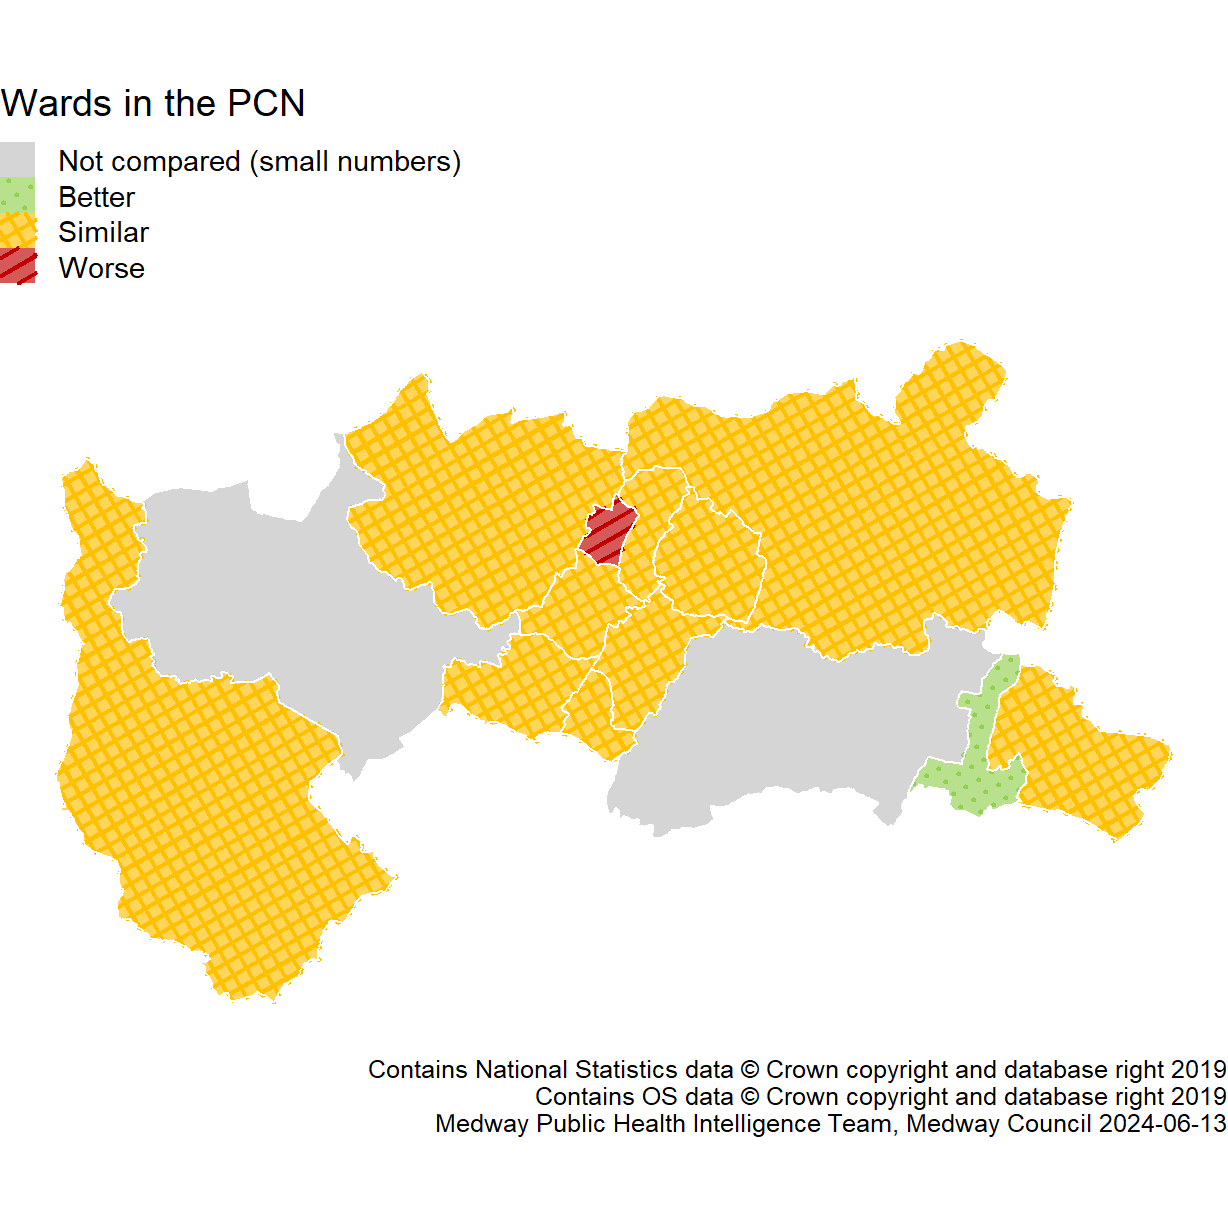 Wards in the PCN
Not compared (small numbers)
Better
Similar
Worse
Contains National Statistics data © Crown copyright and database right 2019
Contains OS data © Crown copyright and database right 2019
Medway Public Health Intelligence Team, Medway Council 2024-06-13